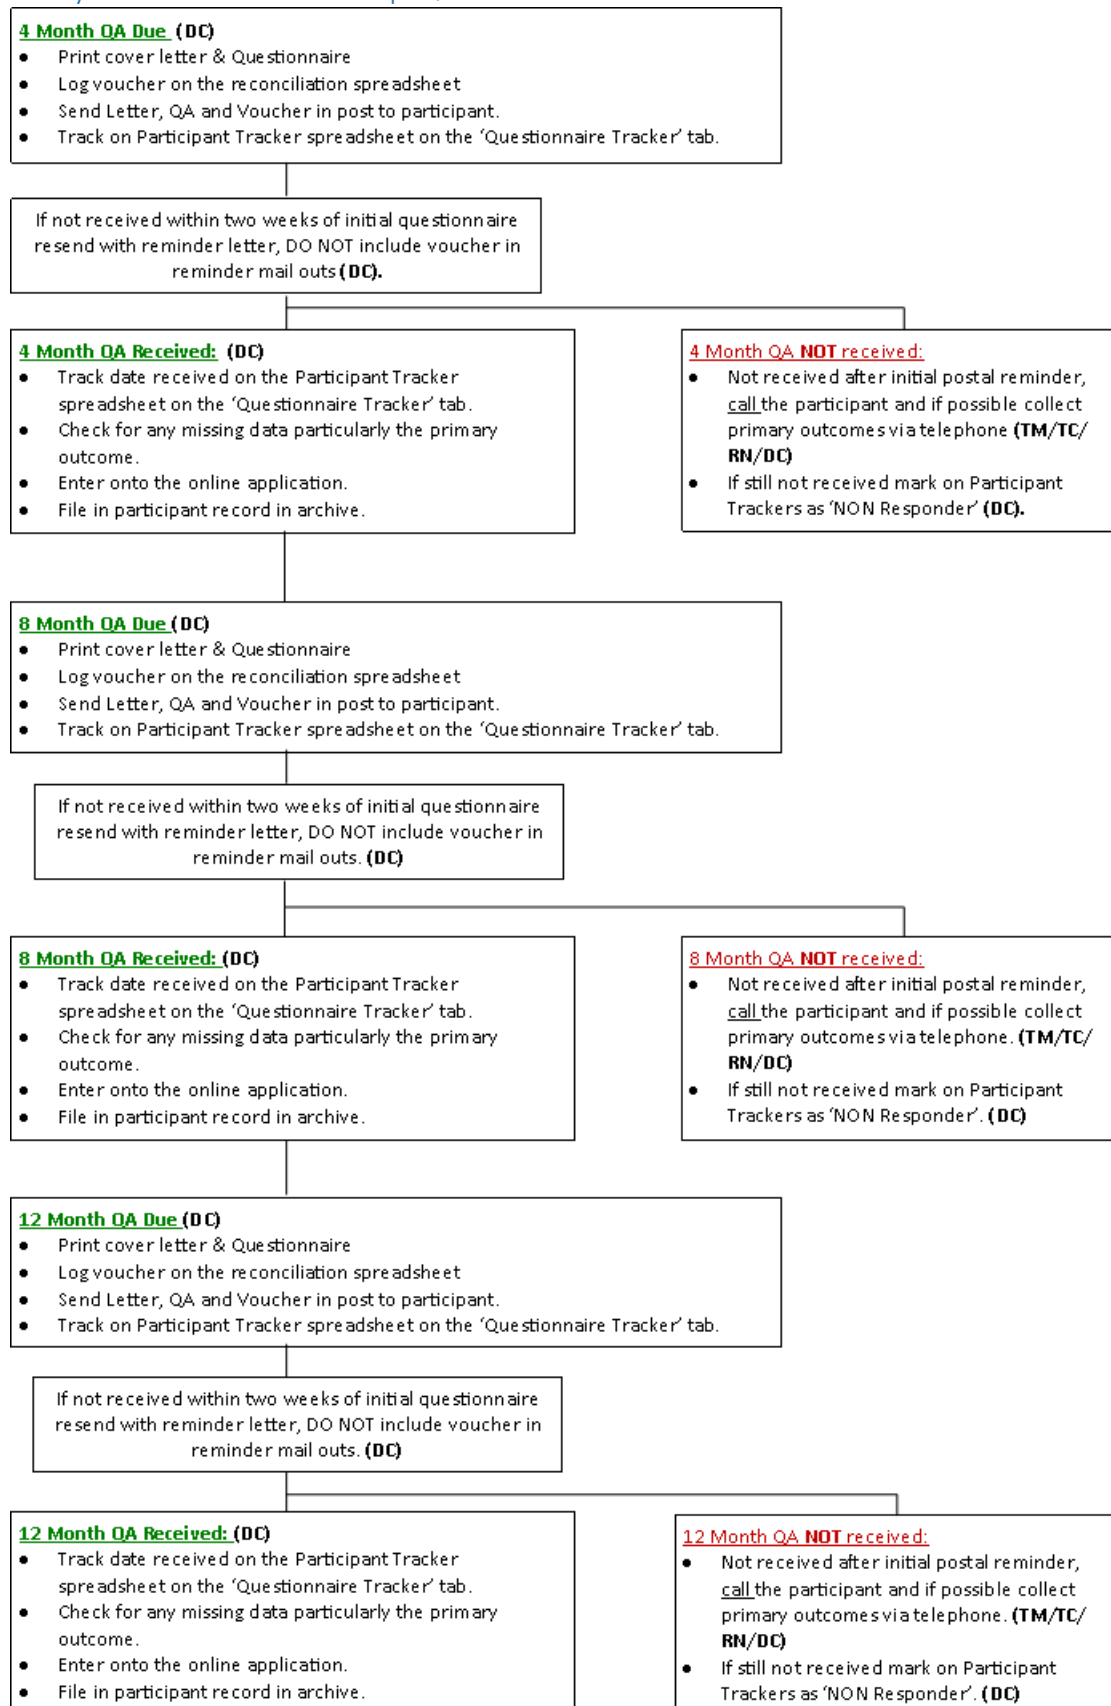 4 Month QA Due (DC)
● Print cover letter & Questionnaire
● Log voucher on the reconciliation spreadsheet
● Send Letter, QA and Voucher in post to participant.
● Track on Participant Tracker spreadsheet on the ‘Questionnaire Tracker’ tab.
If not received within two weeks of initial questionnaire
resend with reminder letter, DO NOT include voucher in
reminder mail outs (DC).
4 Month QA Received: (DC)
● Track date received on the Participant Tracker
spreadsheet on the ‘Questionnaire Tracker’ tab.
● Check for any missing data particularly the primary
outcome.
● Enter onto the online application.
● File in participant record in archive.
4 Month QA NOT received:
● Not received after initial postal reminder,
call the participant and if possible collect
primary outcomes via telephone (TM/TC/
RN/DC)
● If still not received mark on Participant
Trackers as ‘NON Responder’ (DC).
8 Month QA Due (DC)
● Print cover letter & Questionnaire
● Log voucher on the reconciliation spreadsheet
● Send Letter, QA and Voucher in post to participant.
● Track on Participant Tracker spreadsheet on the ‘Questionnaire Tracker’ tab.
If not received within two weeks of initial questionnaire
resend with reminder letter, DO NOT include voucher in
reminder mail outs. (DC)
8 Month QA Received: (DC)
● Track date received on the Participant Tracker
spreadsheet on the ‘Questionnaire Tracker’ tab.
● Check for any missing data particularly the primary
outcome.
● Enter onto the online application.
● File in participant record in archive.
8 Month QA NOT received:
● Not received after initial postal reminder,
call the participant and if possible collect
primary outcomes via telephone. (TM/TC/
RN/DC)
● If still not received mark on Participant
Trackers as ‘NON Responder’. (DC)
12 Month QA Due (DC)
● Print cover letter & Questionnaire
● Log voucher on the reconciliation spreadsheet
● Send Letter, QA and Voucher in post to participant.
● Track on Participant Tracker spreadsheet on the ‘Questionnaire Tracker’ tab.
If not received within two weeks of initial questionnaire
resend with reminder letter, DO NOT include voucher in
reminder mail outs. (DC)
12 Month QA Received: (DC)
● Track date received on the Participant Tracker
spreadsheet on the ‘Questionnaire Tracker’ tab.
● Check for any missing data particularly the primary
outcome.
● Enter onto the online application.
● File in participant record in archive.
12 Month QA NOT received:
● Not received after initial postal reminder,
call the participant and if possible collect
primary outcomes via telephone. (TM/TC/
RN/DC)
● If still not received mark on Participant
Trackers as ‘NON Responder’. (DC)